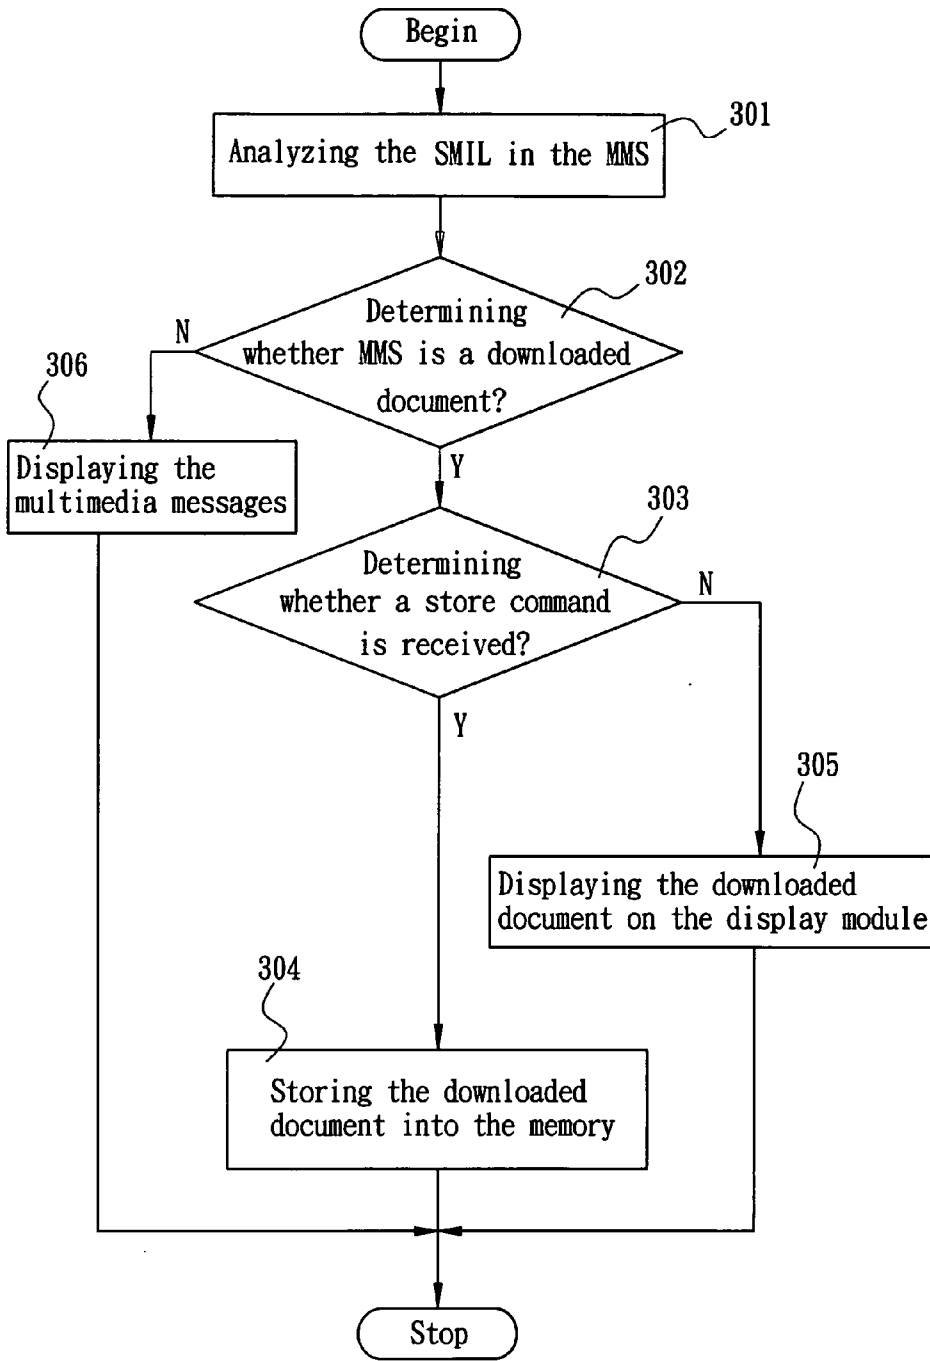 Begin
301
Analyzing the SMIL in the MMS
302
Determining
whether MMS is a downloaded
document?
N
306
Displaying the
multimedia messages
Y
303
Determining
whether a store command
is received?
N
Y
305
Displaying the downloaded
document on the display module
304
Storing the downloaded
document into the memory
Stop